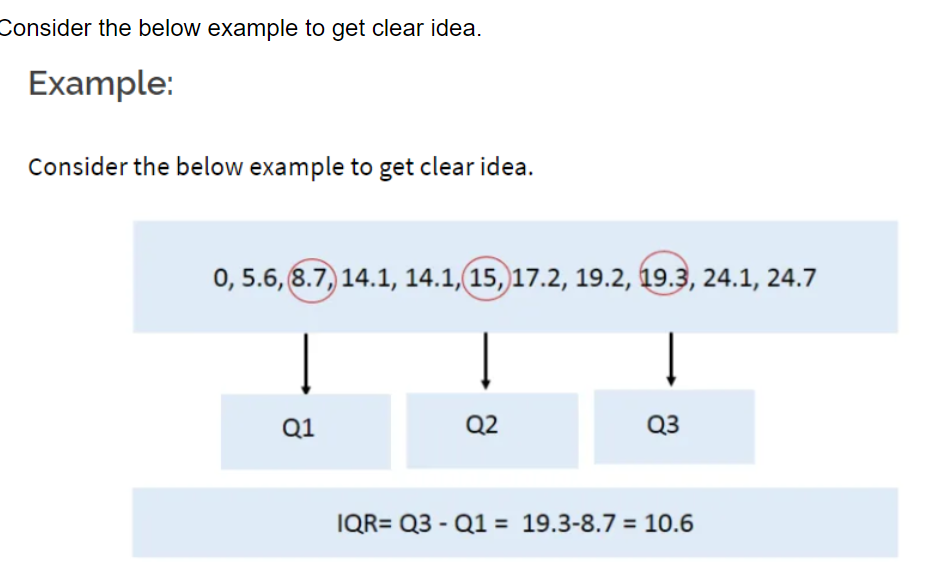 Consider the below example to get clear idea.
Example:
Consider the below example to get clear idea.
0, 5.6, 8.7, 14.1, 14.1, 15, 17.2, 19.2, 19.3, 24.1, 24.7
Q1 Q2 Q3
IQR= Q3 - Q1 = 19.3-8.7 = 10.6